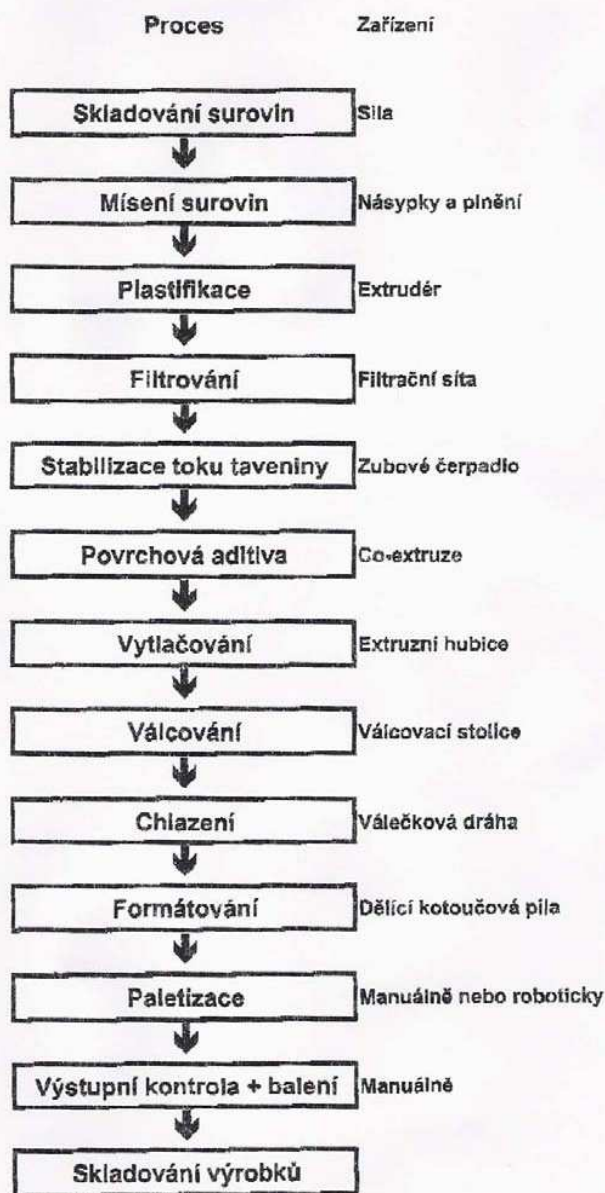 Proces Zařízení
Skladování surovin Sila
Mísení surovin Násypky a plnění
Plastifikace Extrudér
Filtrování Filtrační síta
Stabilizace toku taveniny Zubové čerpadlo
Povrchová aditiva Co-extruze
Vytlačování Extruzní hubice
Válcování Válcovací stolice
Chlazení Válečková dráha
Formátování Dělící kotoučová pila
Paletizace Manuálně nebo roboticky
Výstupní kontrola + balení Manuálně
Skladování výrobků